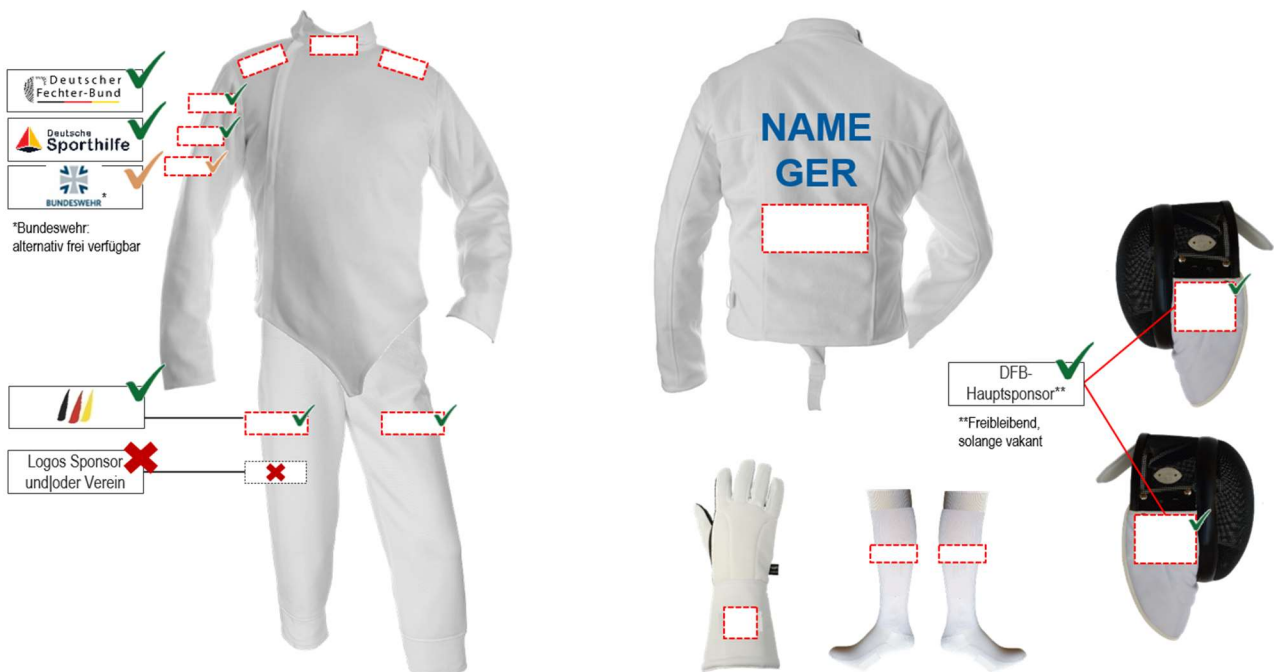 Deutscher
Fechter-Bund
Deutsche
Sporthilfe
BUNDESWEHR*
*Bundeswehr:
alternativ frei verfügbar
Logos Sponsor
und|oder Verein
NAME
GER
DFB-
Hauptsponsor**
**Freibleibend,
solange vakant